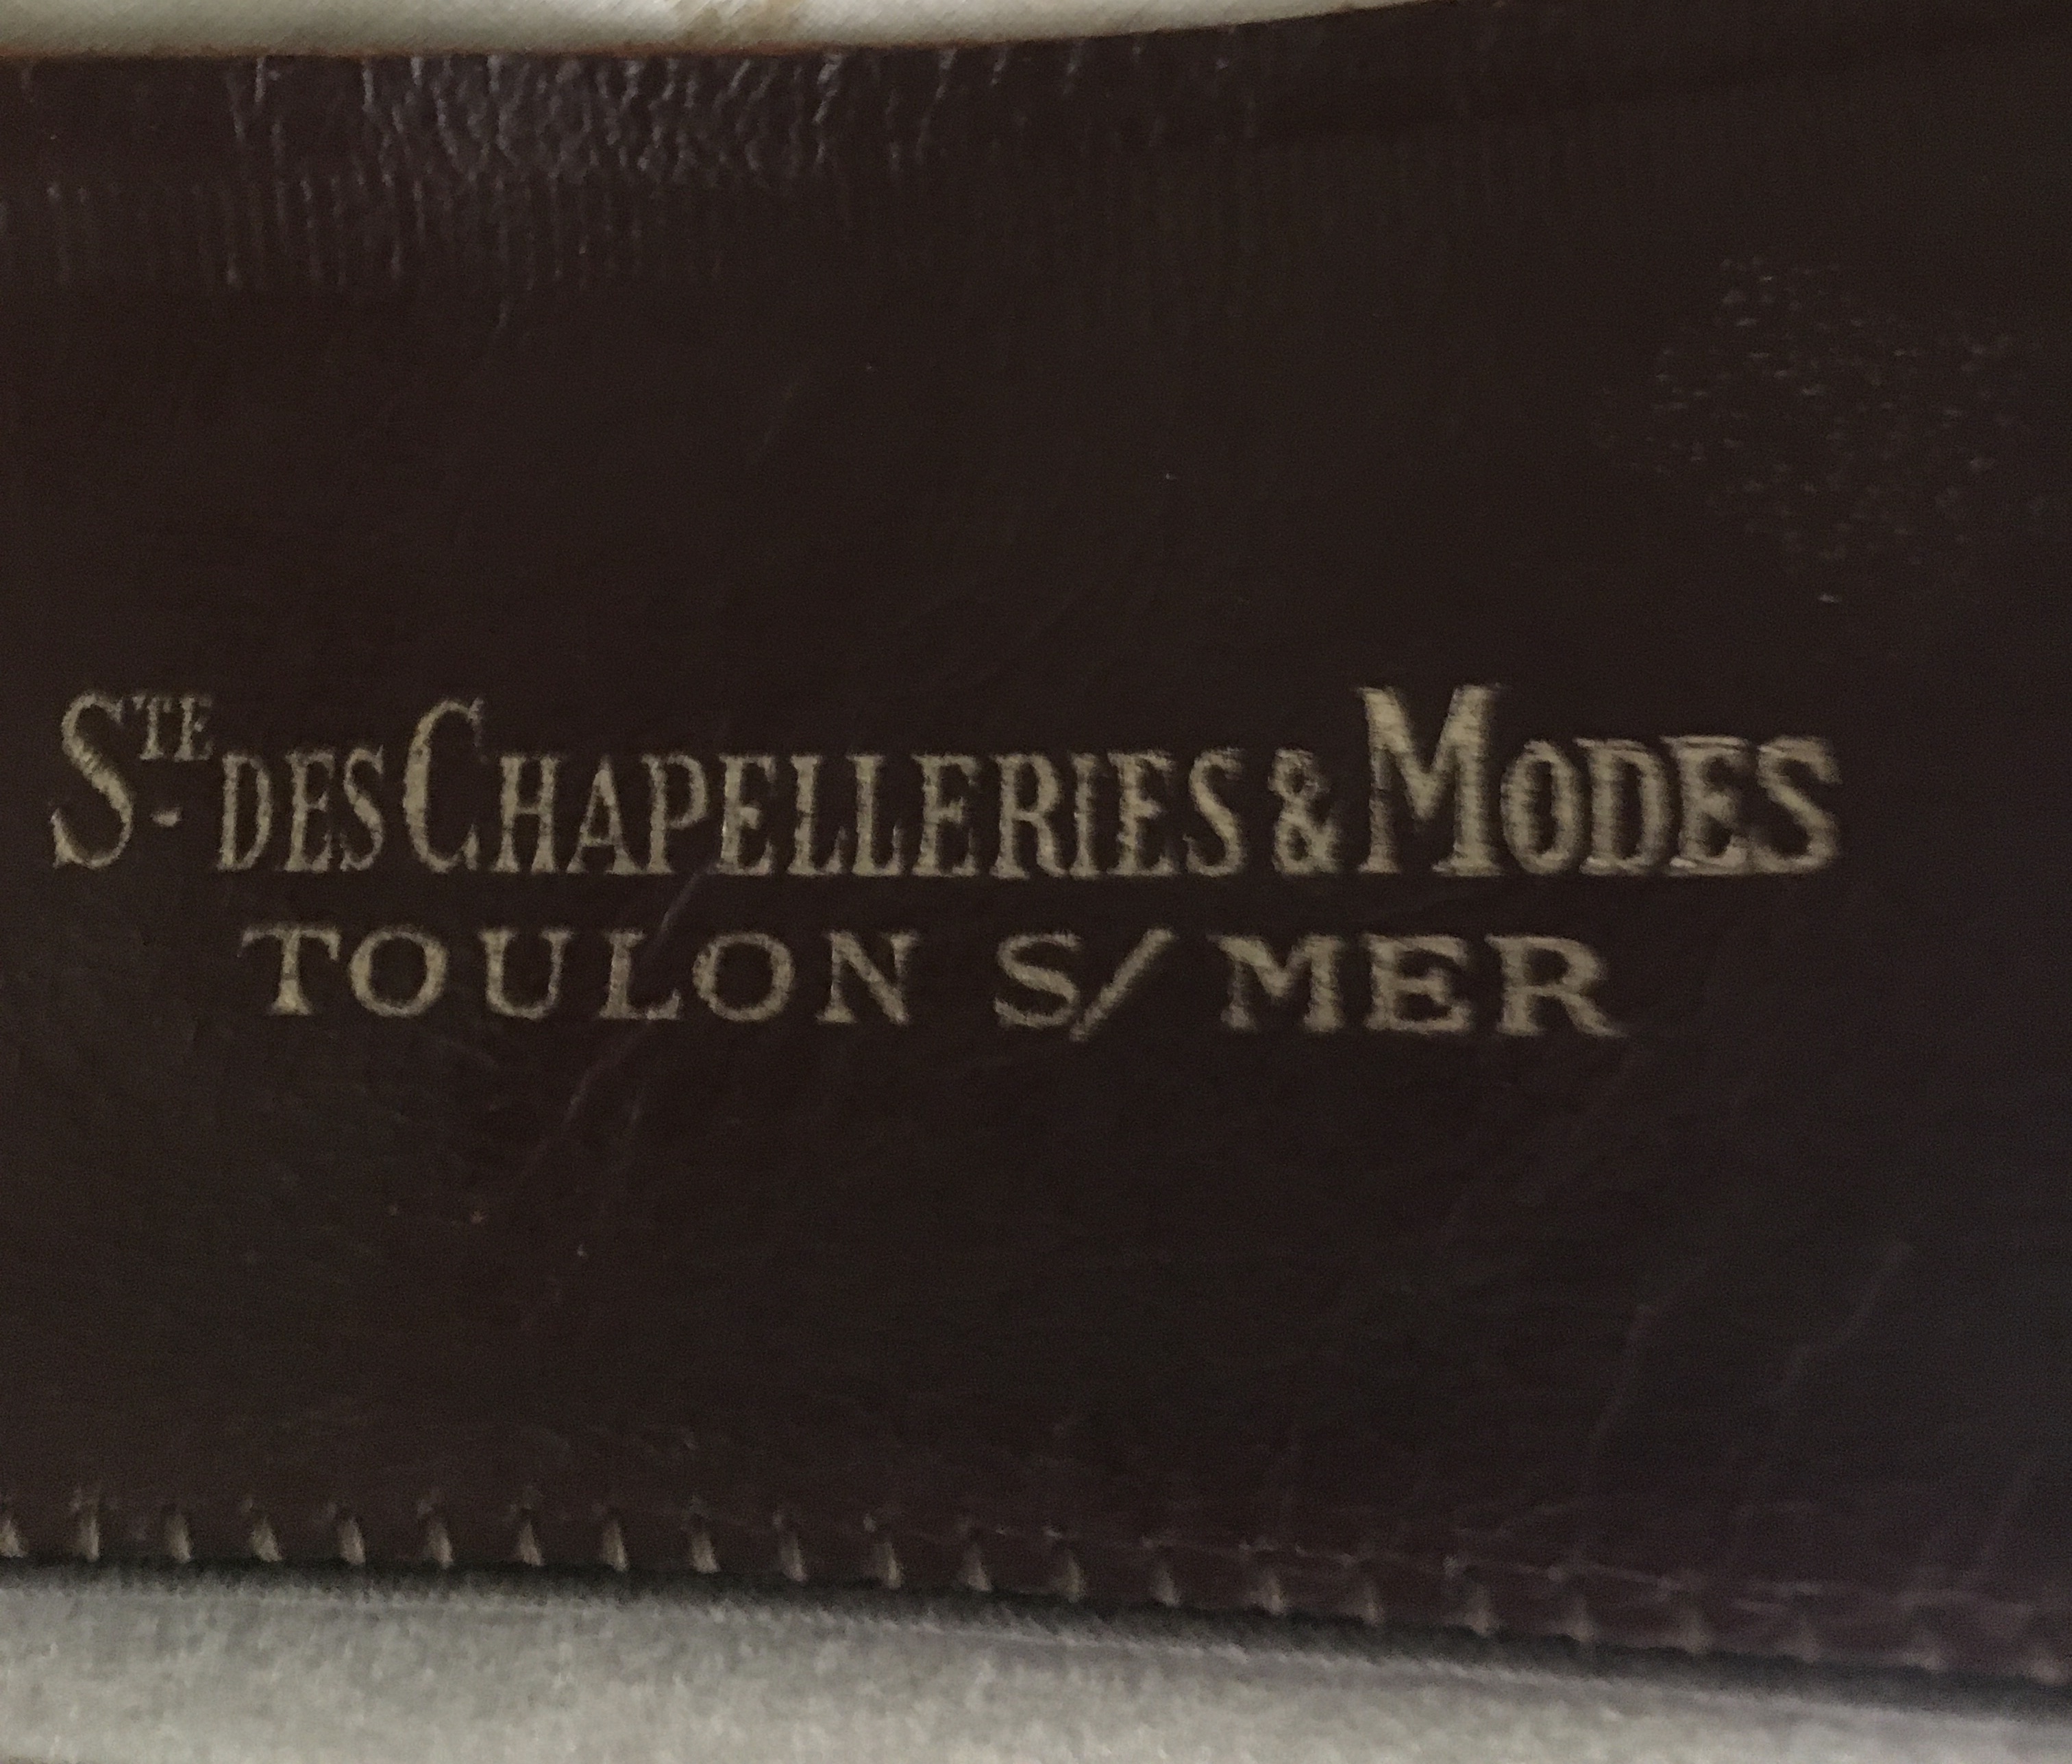 STE DES CHAPELLERIES & MODES
TOULON S/ MER